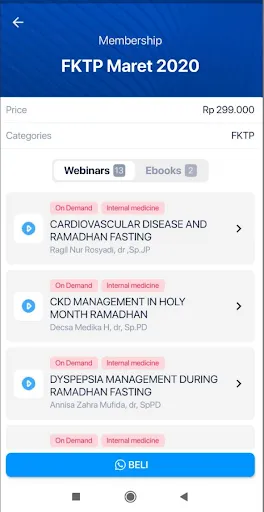 Membership
FKTP Maret 2020
Price Rp 299.000
Categories FKTP
Webinars 13 Ebooks 2
On Demand Internal medicine
CARDIOVASCULAR DISEASE AND
RAMADHAN FASTING
Ragil Nur Rosyadi, dr ,Sp.JP
On Demand Internal medicine
CKD MANAGEMENT IN HOLY
MONTH RAMADHAN
Decsa Medika H, dr, Sp.PD
On Demand Internal medicine
DYSPEPSIA MANAGEMENT DURING
RAMADHAN FASTING
Annisa Zahra Mufida, dr, SpPD
On Demand Internal medicine
BELI